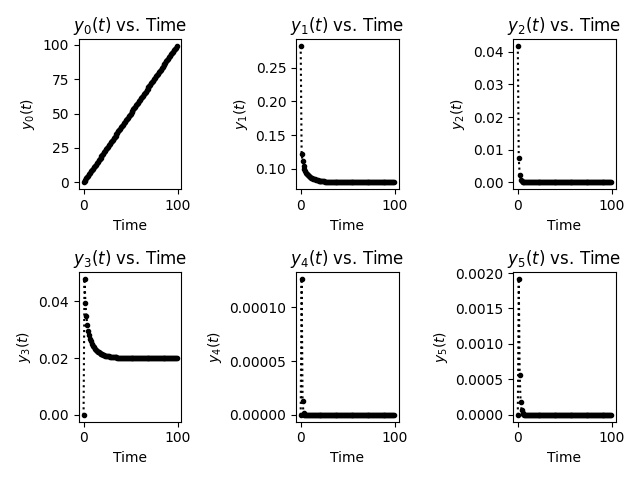 y₀(t) vs. Time
100
75
50
25
0
y₀(t)
0 100
Time
y₁(t) vs. Time
0.25
0.20
0.15
0.10
y₁(t)
0 100
Time
y₂(t) vs. Time
0.04
0.03
0.02
0.01
0.00
y₂(t)
0 100
Time
y₃(t) vs. Time
0.04
0.02
0.00
y₃(t)
0 100
Time
y₄(t) vs. Time
0.00010
0.00005
0.00000
y₄(t)
0 100
Time
y₅(t) vs. Time
0.0020
0.0015
0.0010
0.0005
0.0000
y₅(t)
0 100
Time